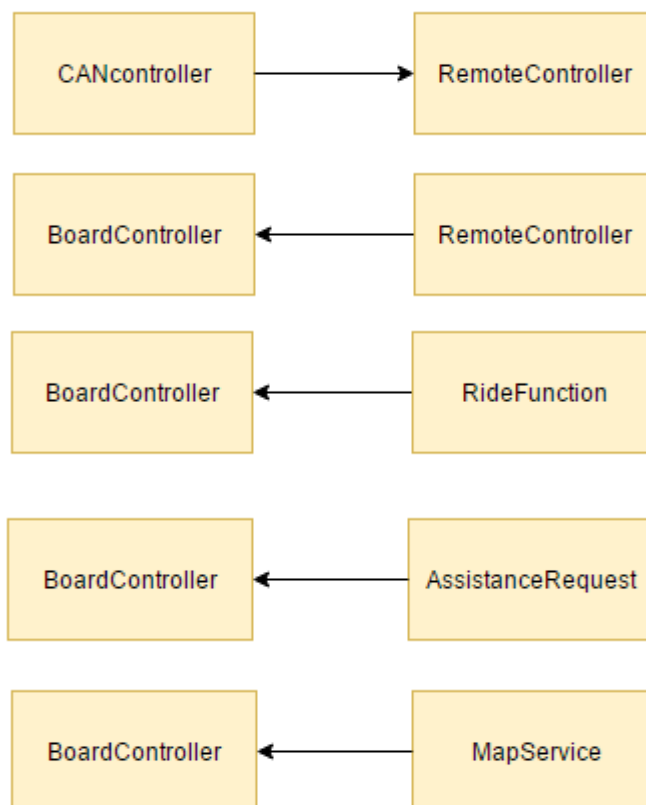 CANcontroller
RemoteController
BoardController
RemoteController
BoardController
RideFunction
BoardController
AssistanceRequest
BoardController
MapService